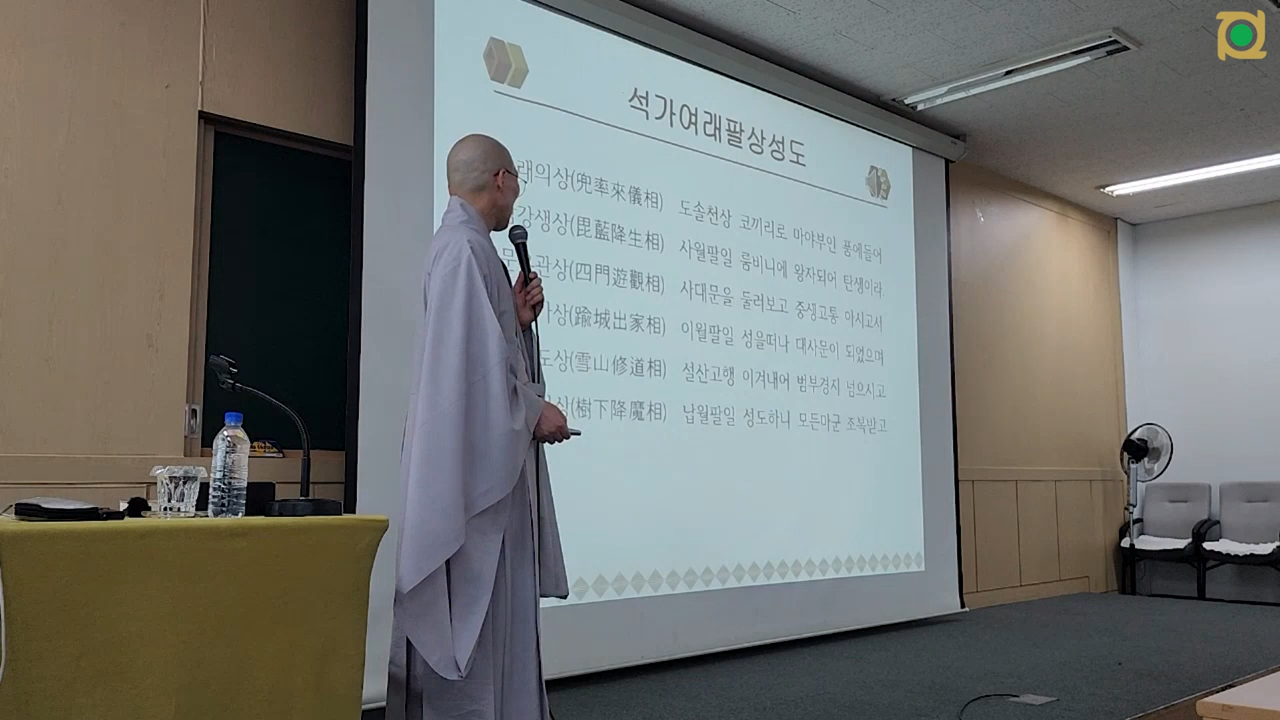 석가여래팔상성도
래의상(兜率來儀相) 도솔천상 코끼리로 마야부인 품에들어
강생상(毘藍降生相) 사월팔일 룸비니에 왕자되어 탄생이라
관상(四門遊觀相) 사대문을 둘러보고 중생고통 아시고서
가상(踰城出家相) 이월팔일 성을떠나 대사문이 되었으며
도상(雪山修道相) 설산고행 이겨내어 범부경지 넘으시고
상(樹下降魔相) 납월팔일 성도하니 모든마군 조복받고